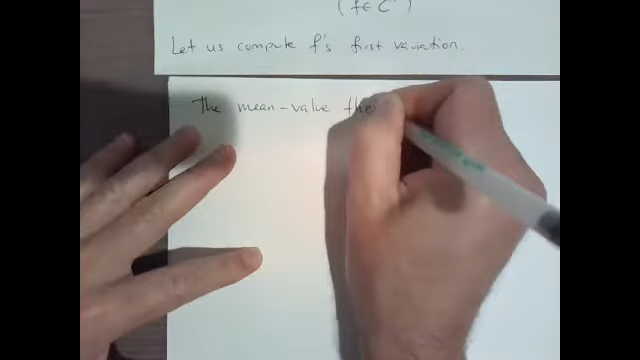 (f∈ C¹)
Let us compute f's first variation.
The mean-value the